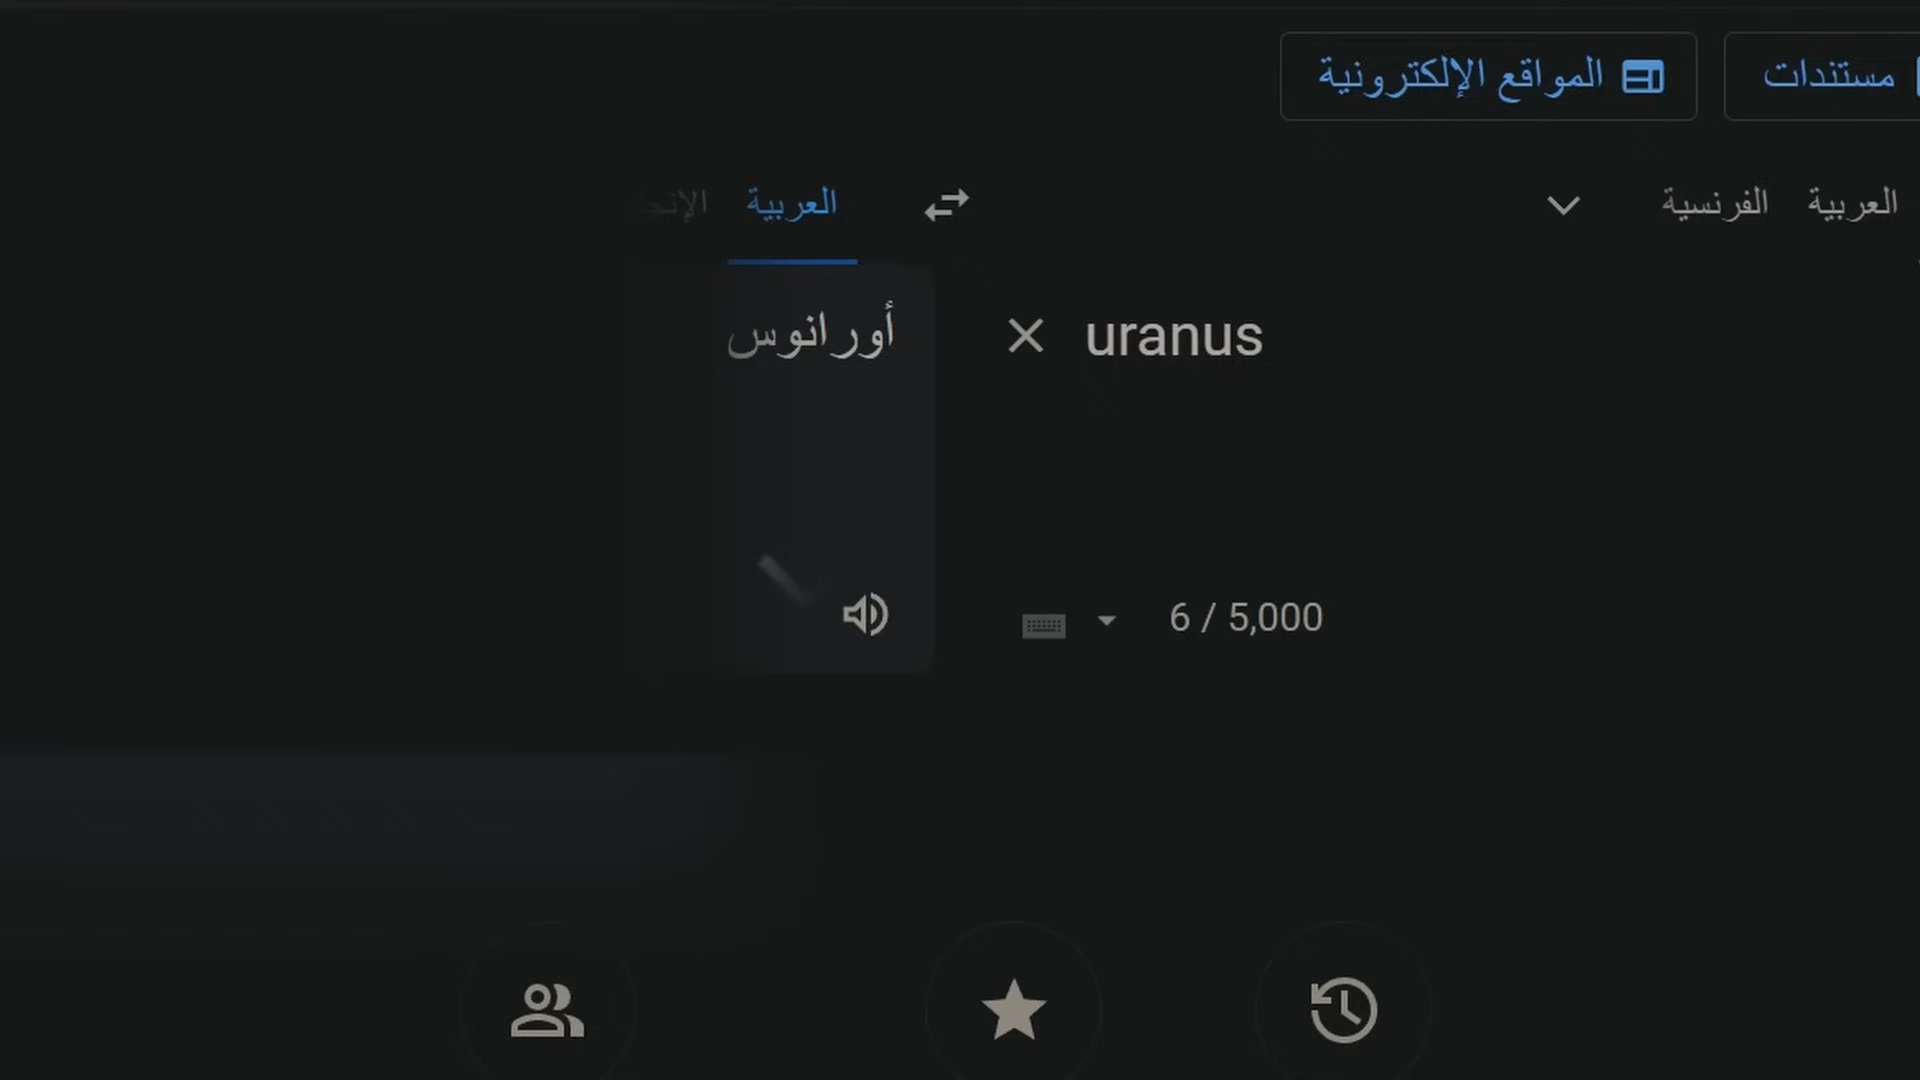 مستندات المواقع الإلكترونية
العربية الفرنسية العربية
uranus
أورانوس
6 / 5,000